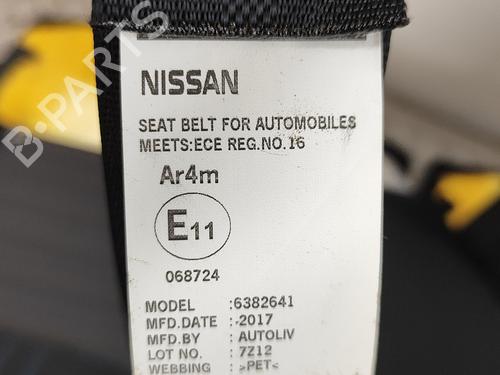 NISSAN
SEAT BELT FOR AUTOMOBILES
MEETS:ECE REG.NO.16
Ar4m
E11
068724
MODEL :6382641
MFD.DATE :-2017
MFD.BY : AUTOLIV
LOT NO. : 7Z12
WEBBING : >PET<
B-PARTS